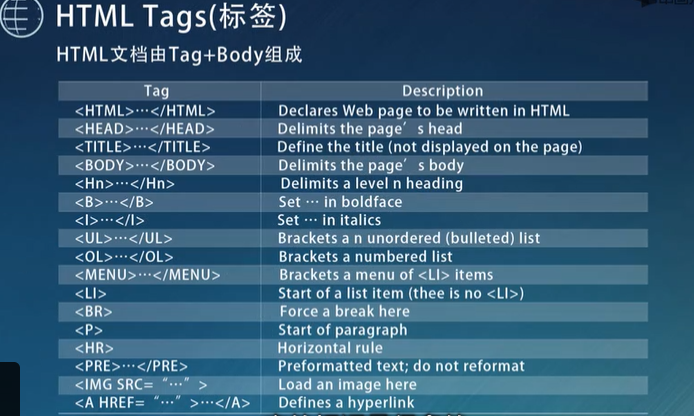 HTML Tags(标签)
HTML文档由Tag+Body组成
Tag Description
<HTML>···</HTML> Declares Web page to be written in HTML
<HEAD>···</HEAD> Delimits the page’s head
<TITLE>···</TITLE> Define the title (not displayed on the page)
<BODY>···</BODY> Delimits the page’s body
<Hn>···</Hn> Delimits a level n heading
<B>···</B> Set ··· in boldface
<I>···</I> Set ··· in italics
<UL>···</UL> Brackets a n unordered (bulleted) list
<OL>···</OL> Brackets a numbered list
<MENU>···</MENU> Brackets a menu of <LI> items
<LI> Start of a list item (thee is no <LI>)
<BR> Force a break here
<P> Start of paragraph
<HR> Horizontal rule
<PRE>···</PRE> Preformatted text; do not reformat
<IMG SRC= “···” > Load an image here
<A HREF= “···” >···</A> Defines a hyperlink